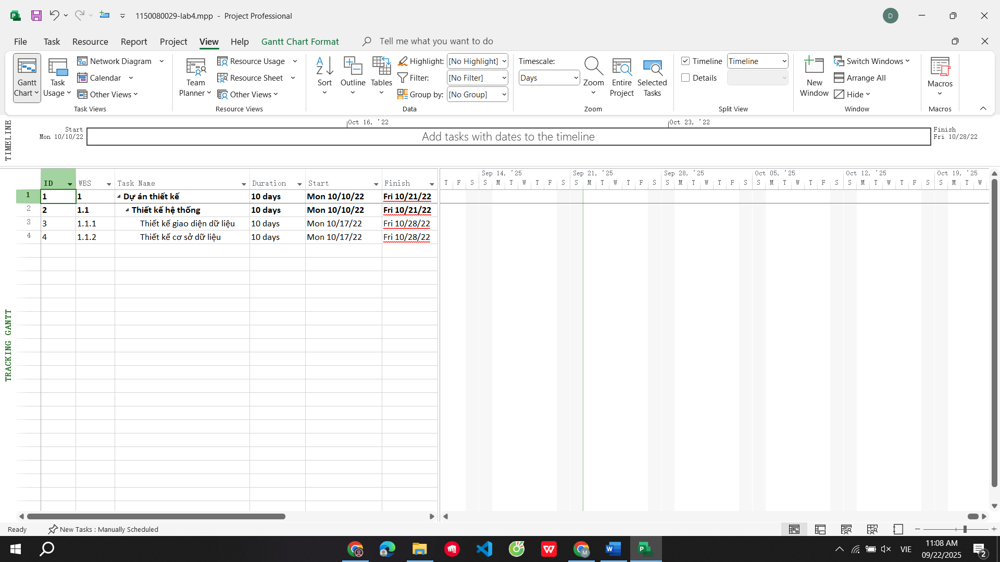 1150080029-lab4.mpp - Project Professional
D
File Task Resource Report Project View Help Gantt Chart Format Tell me what you want to do
Gantt Chart
Task Usage
Network Diagram
Calendar
Other Views
Task Views
Team Planner
Resource Usage
Resource Sheet
Other Views
Resource Views
Sort
Outline
Tables
Highlight: [No Highlight]
Filter: [No Filter]
Group by: [No Group]
Data
Timescale:
Days
Zoom
Entire Project
Selected Tasks
Zoom
Timeline Timeline
Details
Split View
New Window
Switch Windows
Arrange All
Hide
Window
Macros
Macros
TIMELINE
Start
Mon 10/10/22
Oct 16, '22
Oct 23, '22
Add tasks with dates to the timeline
Finish
Fri 10/28/22
ID WBS Task Name Duration Start Finish
1 1 1 Dự án thiết kế 10 days Mon 10/10/22 Fri 10/21/22
2 2 1.1 Thiết kế hệ thống 10 days Mon 10/10/22 Fri 10/21/22
3 3 1.1.1 Thiết kế giao diện dữ liệu 10 days Mon 10/17/22 Fri 10/28/22
4 4 1.1.2 Thiết kế cơ sở dữ liệu 10 days Mon 10/17/22 Fri 10/28/22
Sep 14, '25 Sep 21, '25 Sep 28, '25 Oct 05, '25 Oct 12, '25 Oct 19, '25
T F S S M T W T F S S M T W T F S S M T W T F S S M T W T F S S M T W T F S S M T W
TRACKING GANTT
Ready New Tasks : Manually Scheduled
VIE
11:08 AM
09/22/2025
2